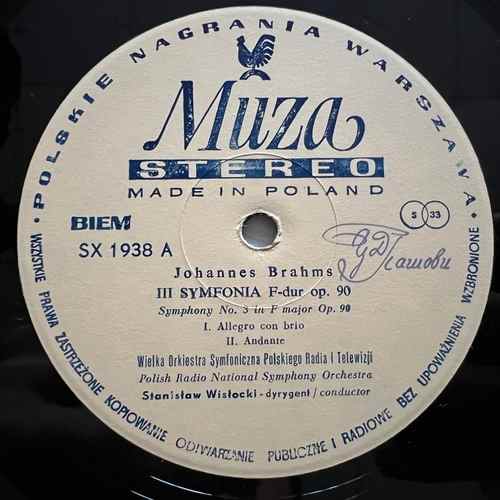 · POLSKIE NAGRANIA WARSZAWA ·
Muza
STEREO
MADE IN POLAND
BIEM
SX 1938 A
S 33
Johannes Brahms
III SYMFONIA F-dur op. 90
Symphony No. 3 in F major Op. 90
I. Allegro con brio
II. Andante
Wielka Orkiestra Symfoniczna Polskiego Radia i Telewizji
Polish Radio National Symphony Orchestra
Stanisław Wisłocki - dyrygent / conductor
WSZYSTKIE PRAWA ZASTRZEŻONE KOPIOWANIE ODTWARZANIE PUBLICZNE I RADIOWE BEZ UPOWAŻNIENIA WZBRONIONE